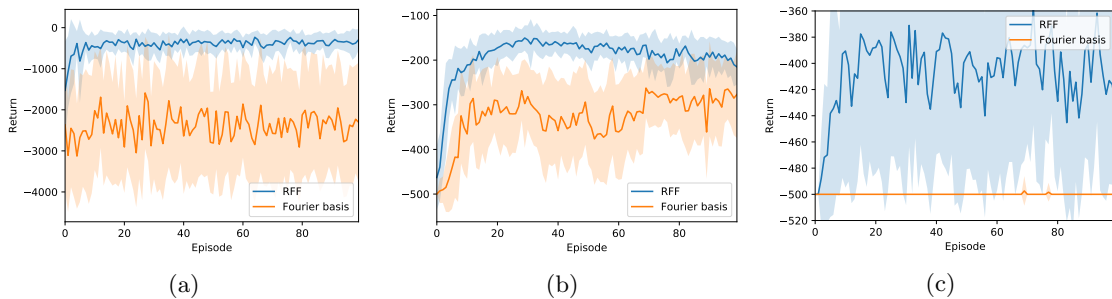 0
−1000
−2000
−3000
−4000
Return
0 20 40 60 80
Episode
RFF
Fourier basis
(a)
−100
−200
−300
−400
−500
Return
0 20 40 60 80
Episode
RFF
Fourier basis
(b)
−360
−380
−400
−420
−440
−460
−480
−500
−520
Return
0 20 40 60 80
Episode
RFF
Fourier basis
(c)